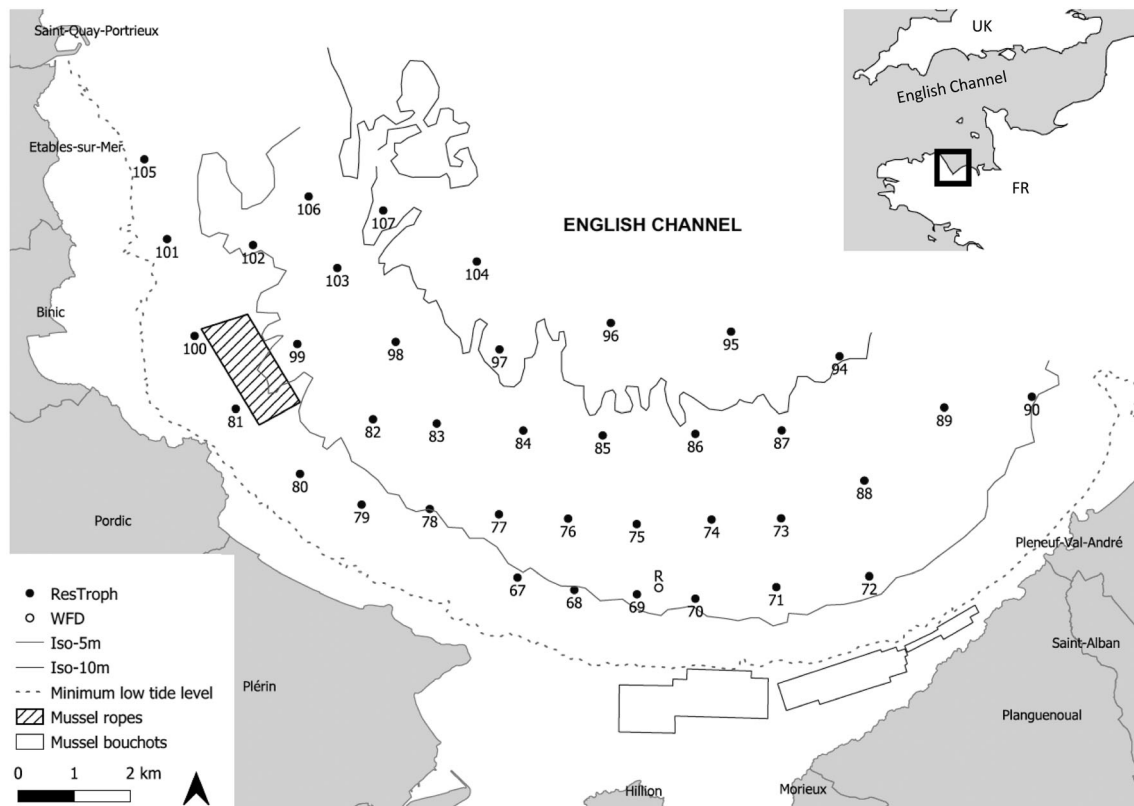 Saint-Quay-Portrieux
UK
English Channel
FR
Etables-sur-Mer
105
106
107
ENGLISH CHANNEL
101
102
103
104
Binic
100
99
98
97
96
95
94
81
82
83
84
85
86
87
89
90
80
88
79
78
77
76
75
74
73
Pordic
Pleneuf-Val-André
67
68
69
R
70
71
72
ResTroph
WFD
Iso-5m
Iso-10m
Minimum low tide level
Mussel ropes
Mussel bouchots
0 1 2 km
Plérin
Saint-Alban
Planguenoual
Hillion
Morieux